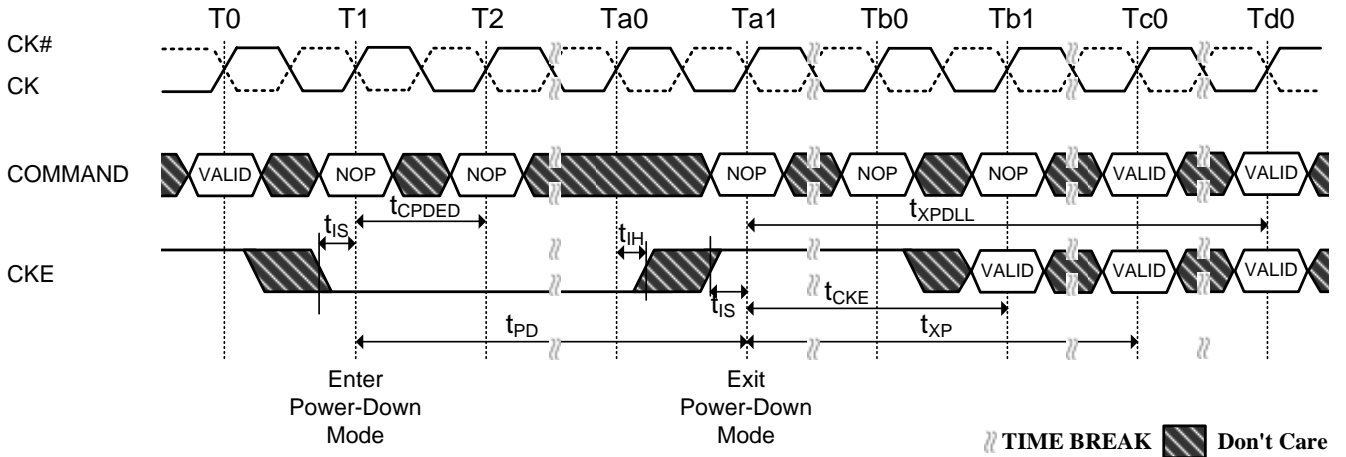 T0 T1 T2 Ta0 Ta1 Tb0 Tb1 Tc0 Td0
CK#
CK
COMMAND VALID NOP NOP NOP NOP NOP VALID VALID
tCPDED tXPDLL
tIS tIH
CKE VALID VALID VALID
tIS tCKE
tPD tXP
Enter Power-Down Mode
Exit Power-Down Mode
TIME BREAK Don't Care